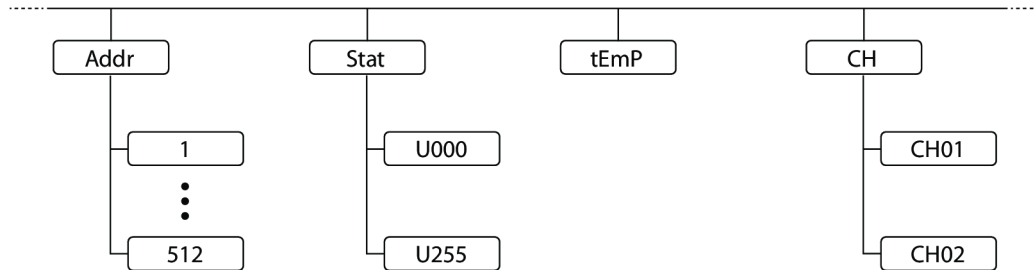 Addr
Stat
tEmP
CH
1
U000
CH01
512
U255
CH02